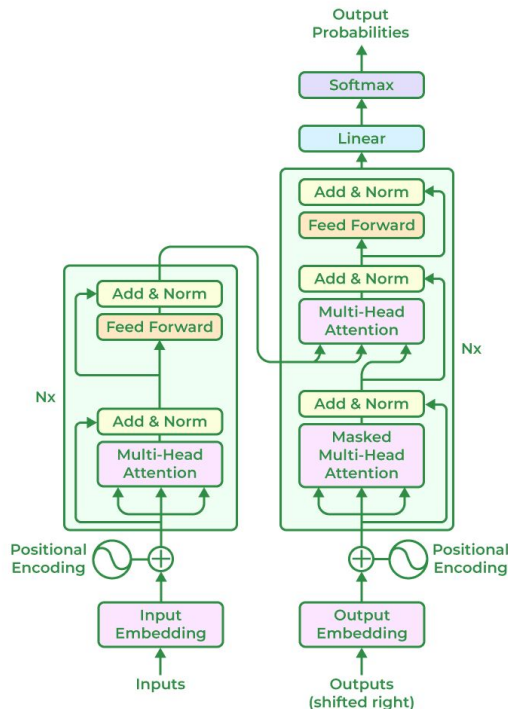 Output
Probabilities
Softmax
Linear
Add & Norm
Feed Forward
Add & Norm
Multi-Head
Attention
Nx
Add & Norm
Masked
Multi-Head
Attention
Positional
Encoding
Output
Embedding
Outputs
(shifted right)
Add & Norm
Feed Forward
Nx
Add & Norm
Multi-Head
Attention
Positional
Encoding
Input
Embedding
Inputs